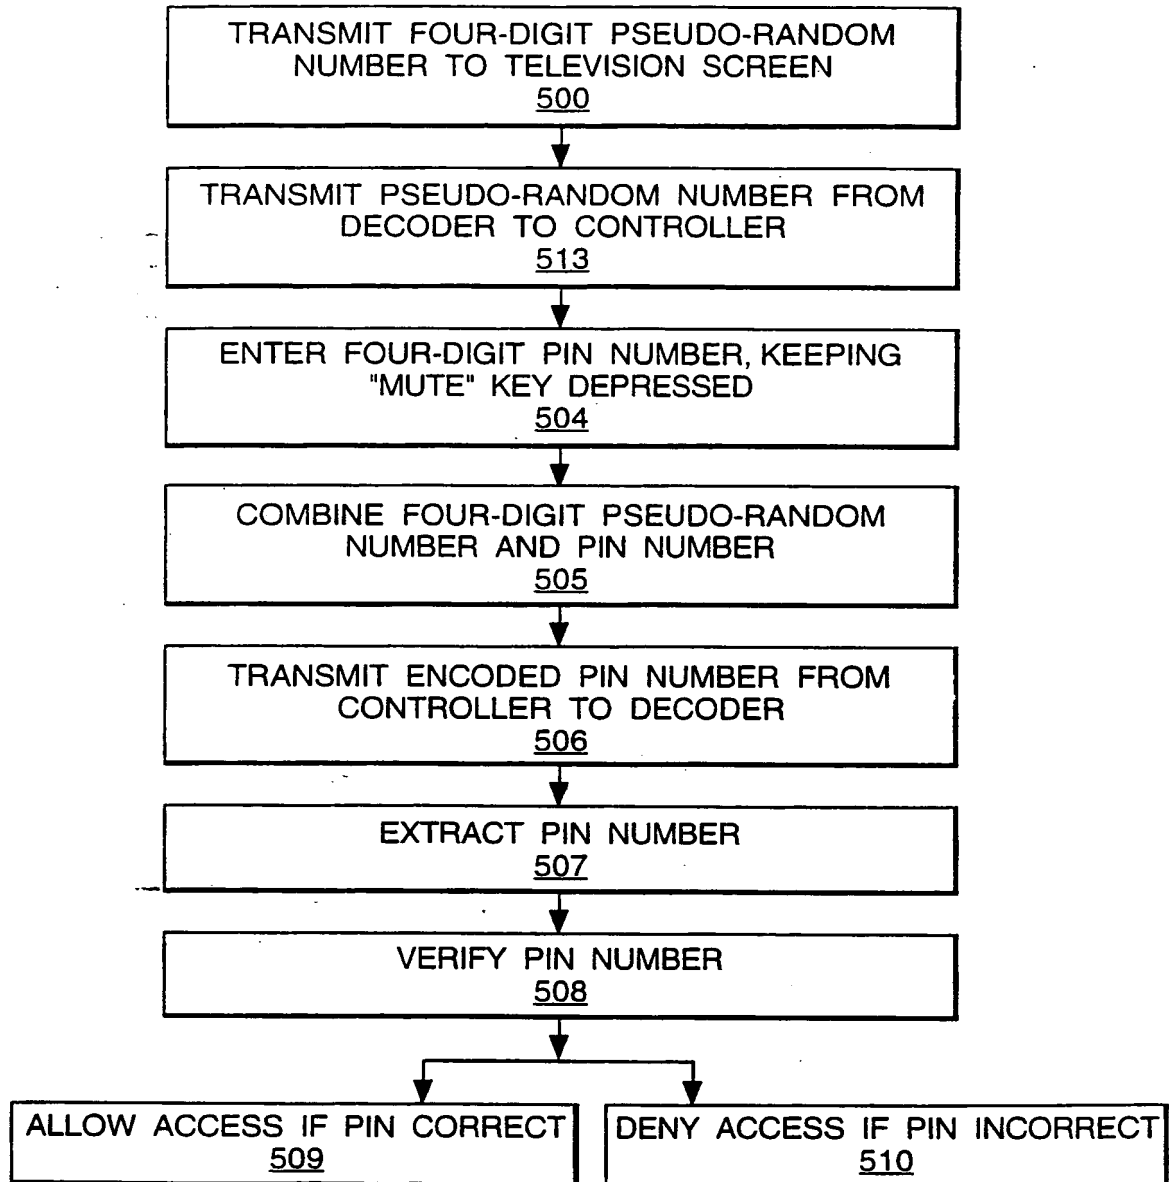 TRANSMIT FOUR-DIGIT PSEUDO-RANDOM
NUMBER TO TELEVISION SCREEN
500
TRANSMIT PSEUDO-RANDOM NUMBER FROM
DECODER TO CONTROLLER
513
ENTER FOUR-DIGIT PIN NUMBER, KEEPING
"MUTE" KEY DEPRESSED
504
COMBINE FOUR-DIGIT PSEUDO-RANDOM
NUMBER AND PIN NUMBER
505
TRANSMIT ENCODED PIN NUMBER FROM
CONTROLLER TO DECODER
506
EXTRACT PIN NUMBER
507
VERIFY PIN NUMBER
508
ALLOW ACCESS IF PIN CORRECT
509
DENY ACCESS IF PIN INCORRECT
510